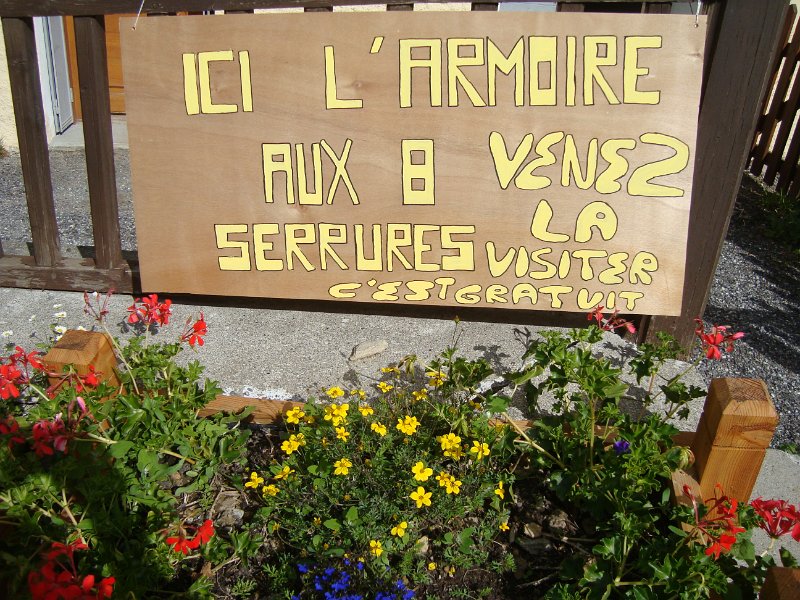 ICI L'ARMOIRE
AUX 8
SERRURES
VENEZ
LA
VISITER
C'EST GRATUIT